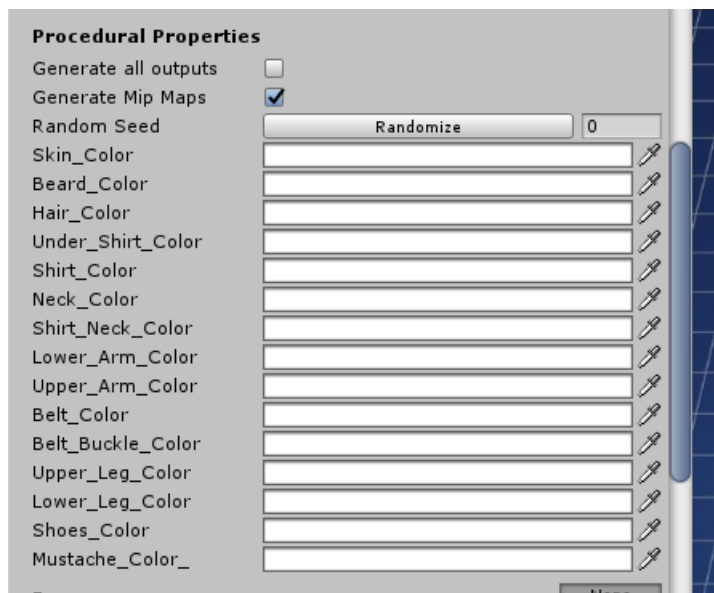 Procedural Properties
Generate all outputs
Generate Mip Maps
Random Seed Randomize 0
Skin_Color
Beard_Color
Hair_Color
Under_Shirt_Color
Shirt_Color
Neck_Color
Shirt_Neck_Color
Lower_Arm_Color
Upper_Arm_Color
Belt_Color
Belt_Buckle_Color
Upper_Leg_Color
Lower_Leg_Color
Shoes_Color
Mustache_Color_